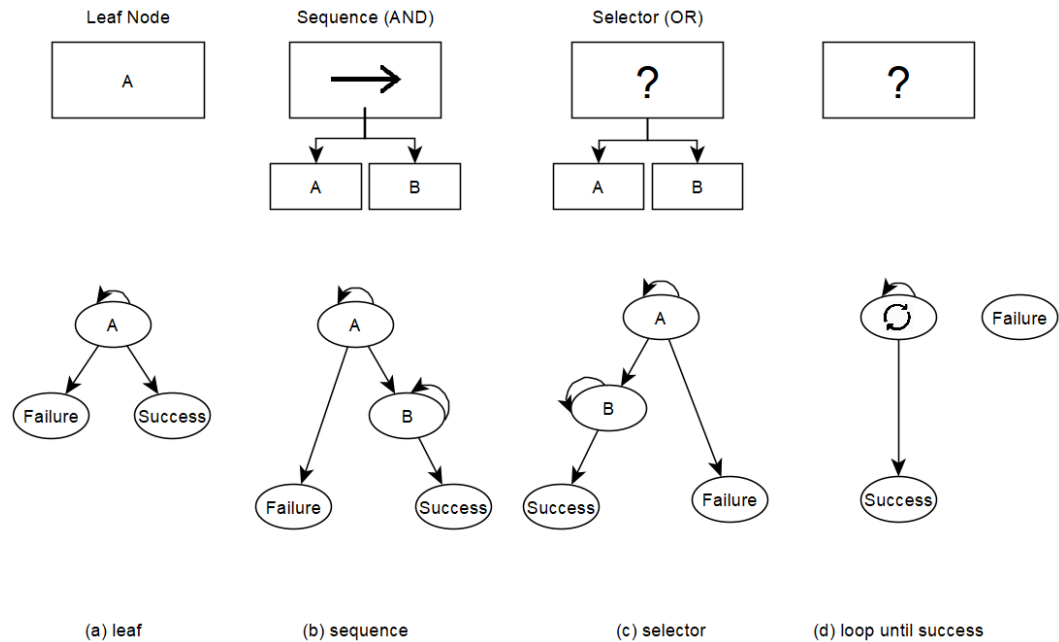 Leaf Node
Sequence (AND)
Selector (OR)
A
?
?
A
B
A
B
A
A
A
Failure
B
B
Failure
Success
Failure
Success
Success
Failure
Success
(a) leaf
(b) sequence
(c) selector
(d) loop until success